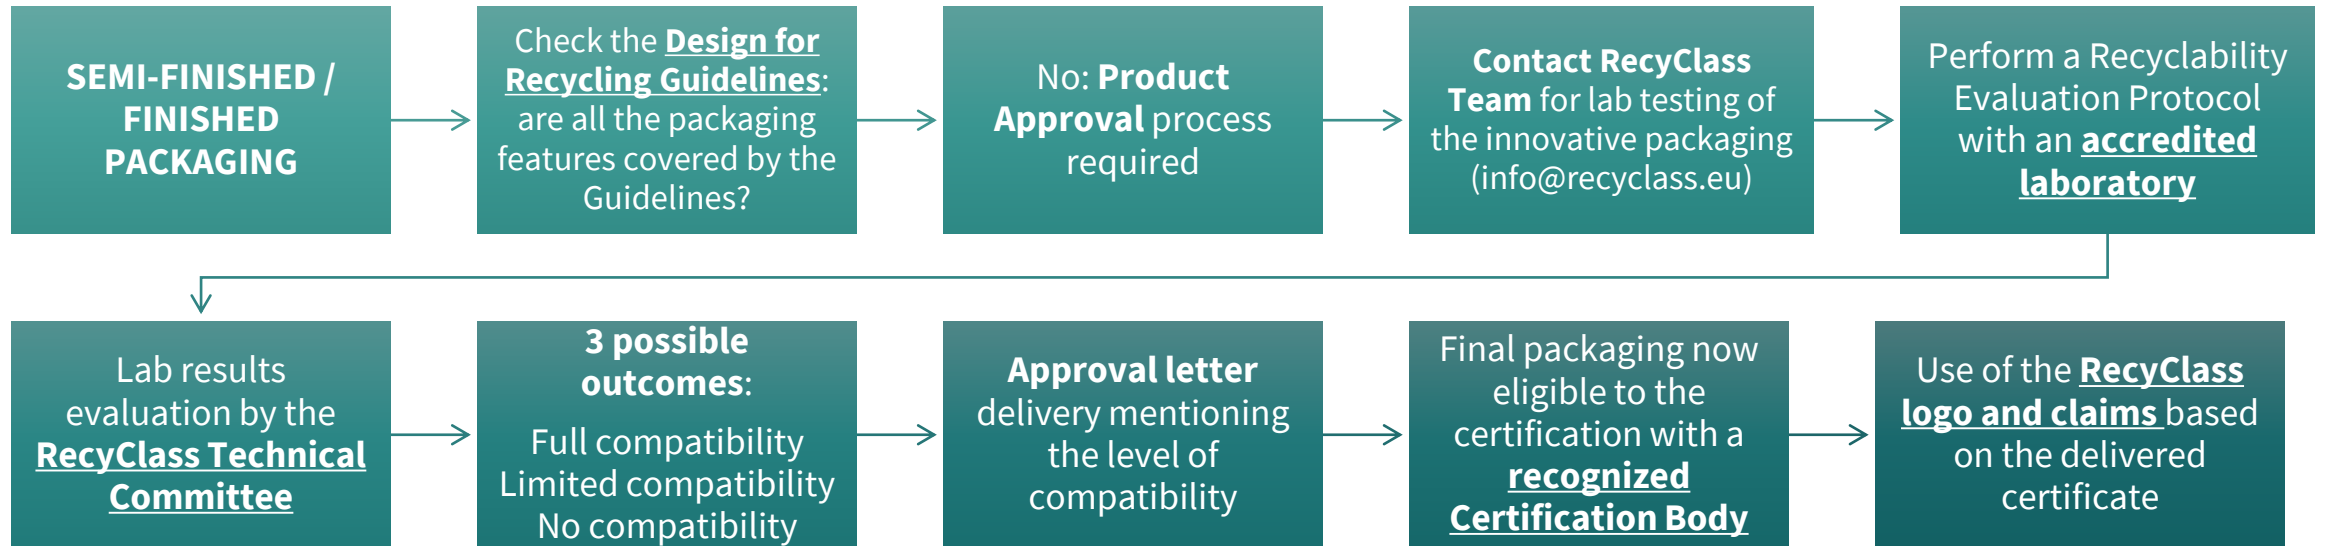 SEMI-FINISHED /
FINISHED
PACKAGING
Check the Design for
Recycling Guidelines:
are all the packaging
features covered by the
Guidelines?
No: Product
Approval process
required
Contact RecyClass
Team for lab testing of
the innovative packaging
(info@recyclass.eu)
Perform a Recyclability
Evaluation Protocol
with an accredited
laboratory
Lab results
evaluation by the
RecyClass Technical
Committee
3 possible
outcomes:
Full compatibility
Limited compatibility
No compatibility
Approval letter
delivery mentioning
the level of
compatibility
Final packaging now
eligible to the
certification with a
recognized
Certification Body
Use of the RecyClass
logo and claims based
on the delivered
certificate